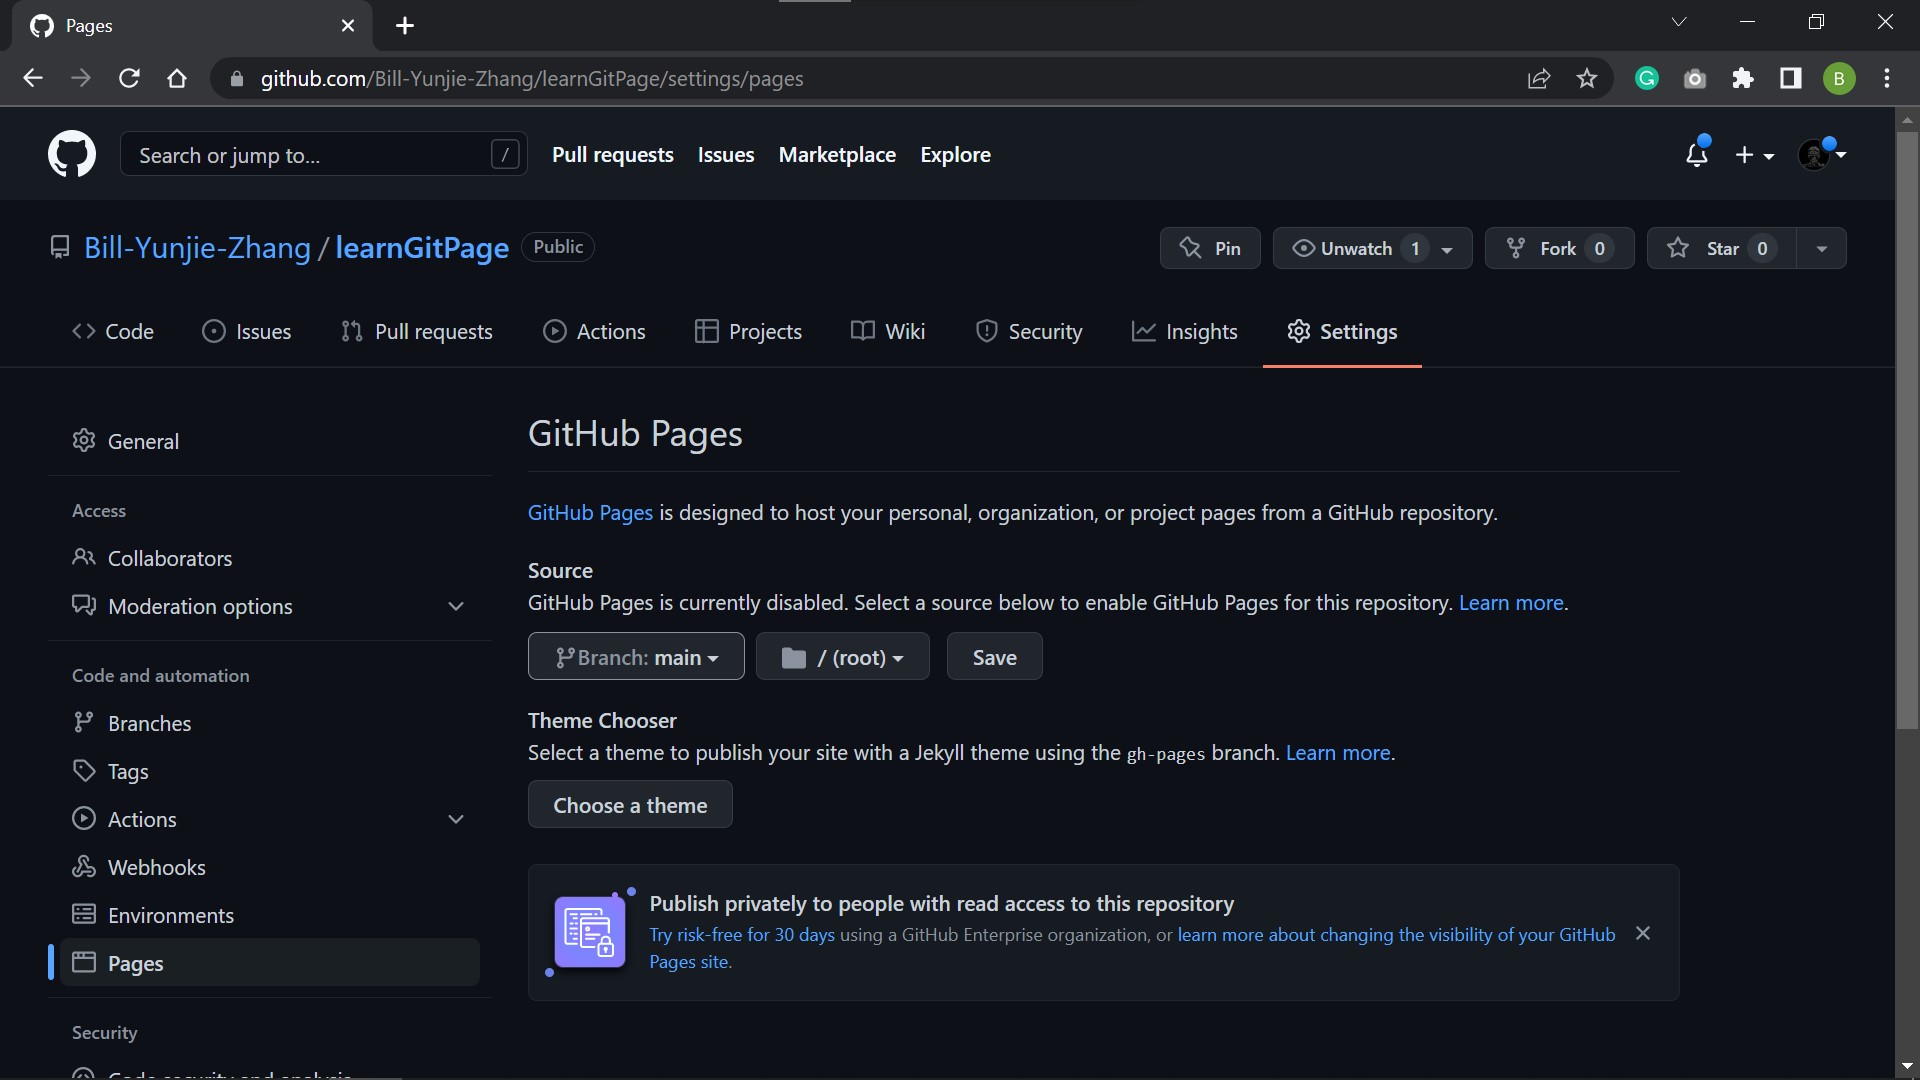 Pages
github.com/Bill-Yunjie-Zhang/learnGitPage/settings/pages
B
Search or jump to... /
Pull requests Issues Marketplace Explore
Bill-Yunjie-Zhang / learnGitPage Public
Pin Unwatch 1 Fork 0 Star 0
Code Issues Pull requests Actions Projects Wiki Security Insights Settings
General
Access
Collaborators
Moderation options
Code and automation
Branches
Tags
Actions
Webhooks
Environments
Pages
Security
Code security and analysis
GitHub Pages
GitHub Pages is designed to host your personal, organization, or project pages from a GitHub repository.
Source
GitHub Pages is currently disabled. Select a source below to enable GitHub Pages for this repository. Learn more.
Branch: main / (root) Save
Theme Chooser
Select a theme to publish your site with a Jekyll theme using the gh-pages branch. Learn more.
Choose a theme
Publish privately to people with read access to this repository
Try risk-free for 30 days using a GitHub Enterprise organization, or learn more about changing the visibility of your GitHub
Pages site.